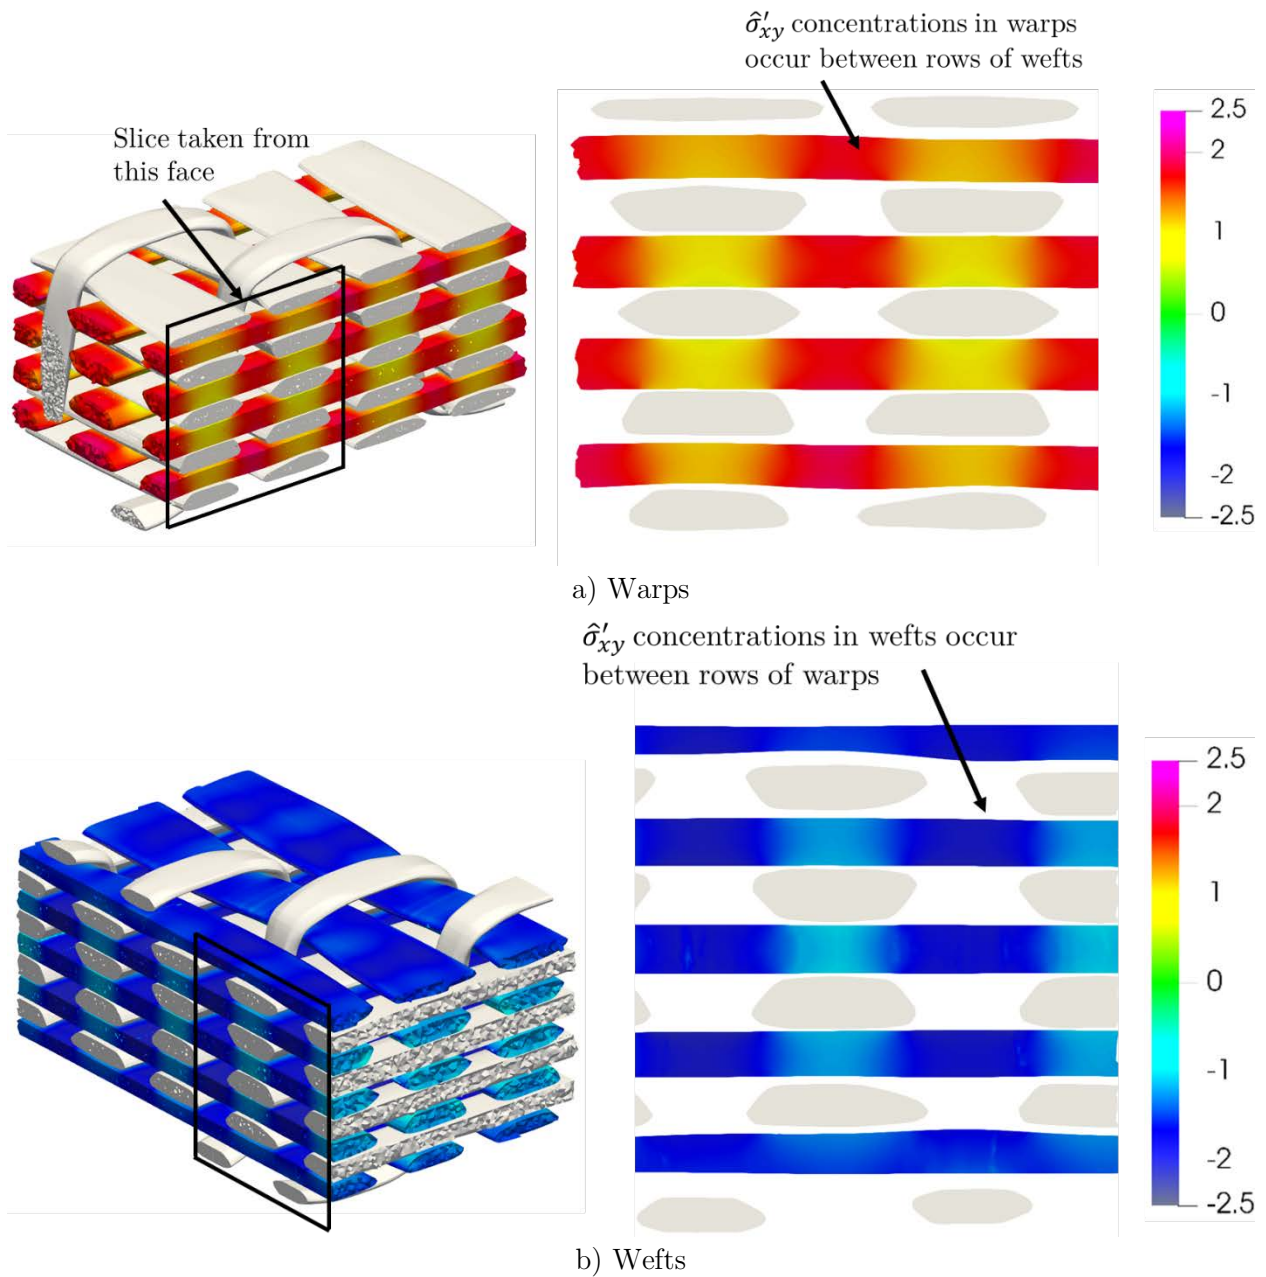 σ̂′xy concentrations in warps
occur between rows of wefts
Slice taken from
this face
2.5
2
1
0
-1
-2
-2.5
a) Warps
σ̂′xy concentrations in wefts occur
between rows of warps
2.5
2
1
0
-1
-2
-2.5
b) Wefts